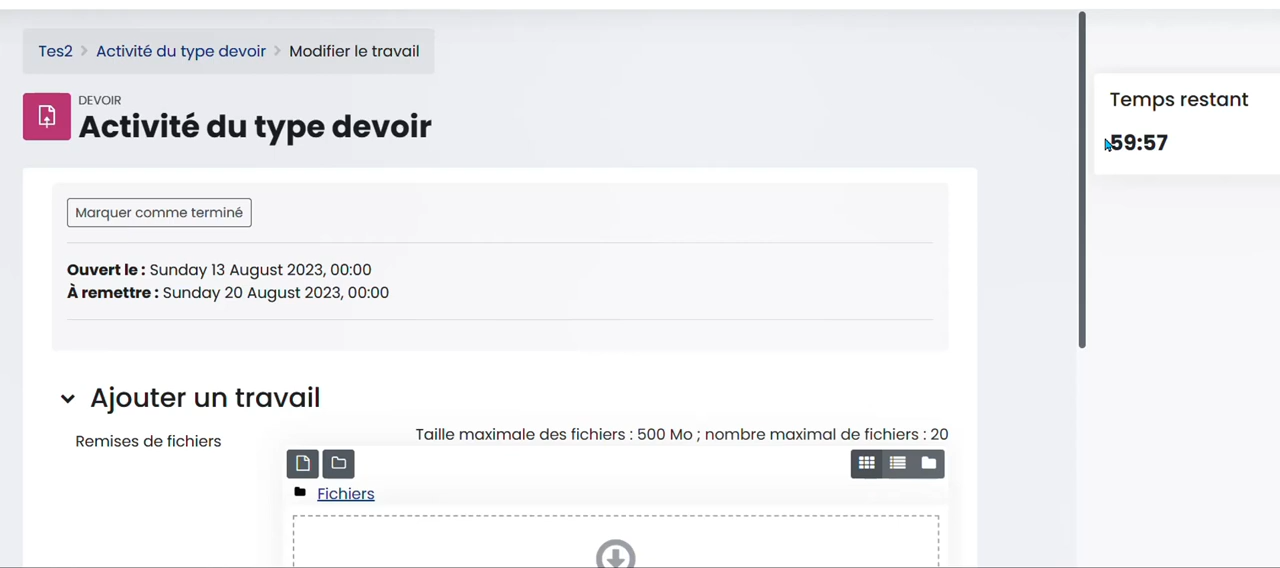 Tes2 > Activité du type devoir > Modifier le travail
DEVOIR
Activité du type devoir
Temps restant
59:57
Marquer comme terminé
Ouvert le : Sunday 13 August 2023, 00:00
À remettre : Sunday 20 August 2023, 00:00
Ajouter un travail
Remises de fichiers
Taille maximale des fichiers : 500 Mo ; nombre maximal de fichiers : 20
Fichiers